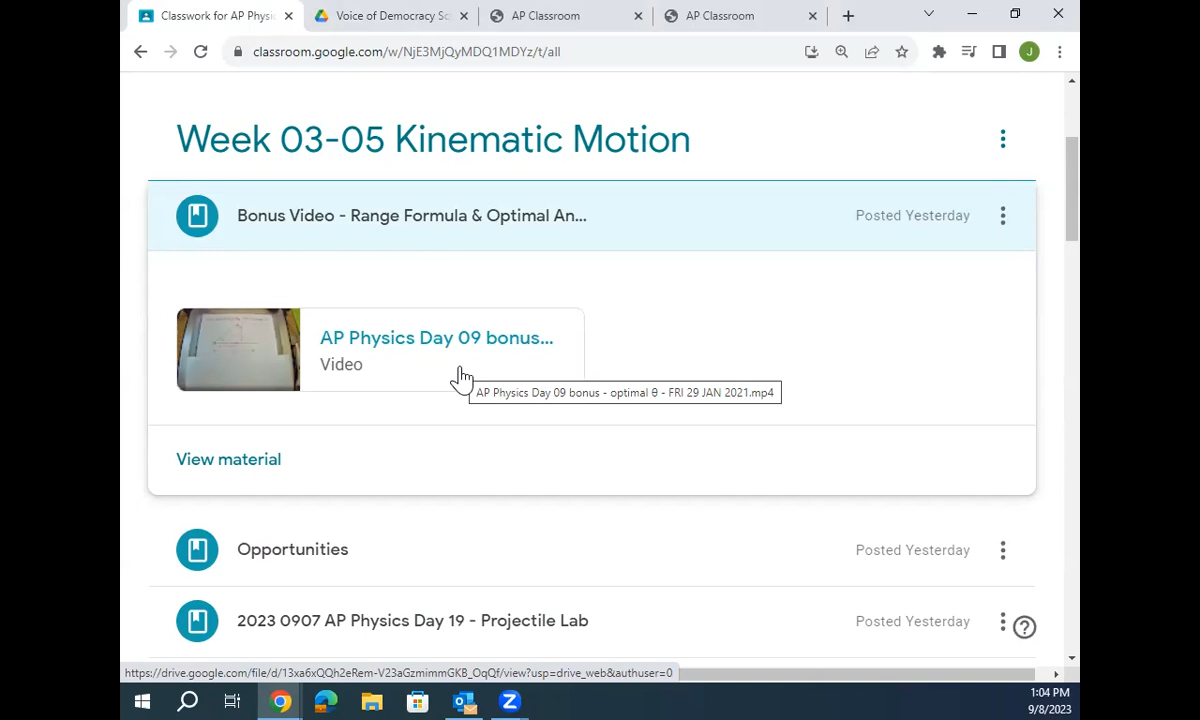 Classwork for AP Physi
Voice of Democracy Sc
AP Classroom
AP Classroom
classroom.google.com/w/NjE3MjQyMDQ1MDYz/t/all
J
Week 03-05 Kinematic Motion
Bonus Video - Range Formula & Optimal An...
Posted Yesterday
AP Physics Day 09 bonus...
Video
AP Physics Day 09 bonus - optimal θ - FRI 29 JAN 2021.mp4
View material
Opportunities
Posted Yesterday
2023 0907 AP Physics Day 19 - Projectile Lab
Posted Yesterday
https://drive.google.com/file/d/13xa6xQQh2eRem-V23aGzmimmGKB_OqQf/view?usp=drive_web&authuser=0
1:04 PM
9/8/2023